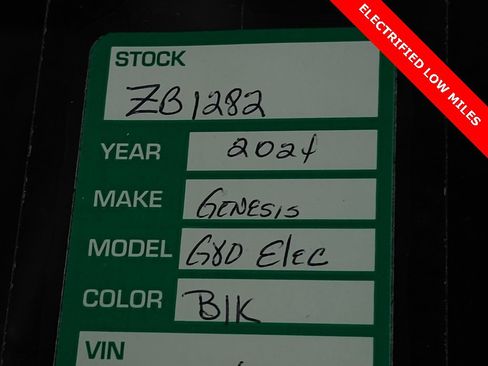 ELECTRIFIED LOW MILES
STOCK
ZB1282
YEAR 2024
MAKE GENESIS
MODEL G80 Elec
COLOR Blk
VIN